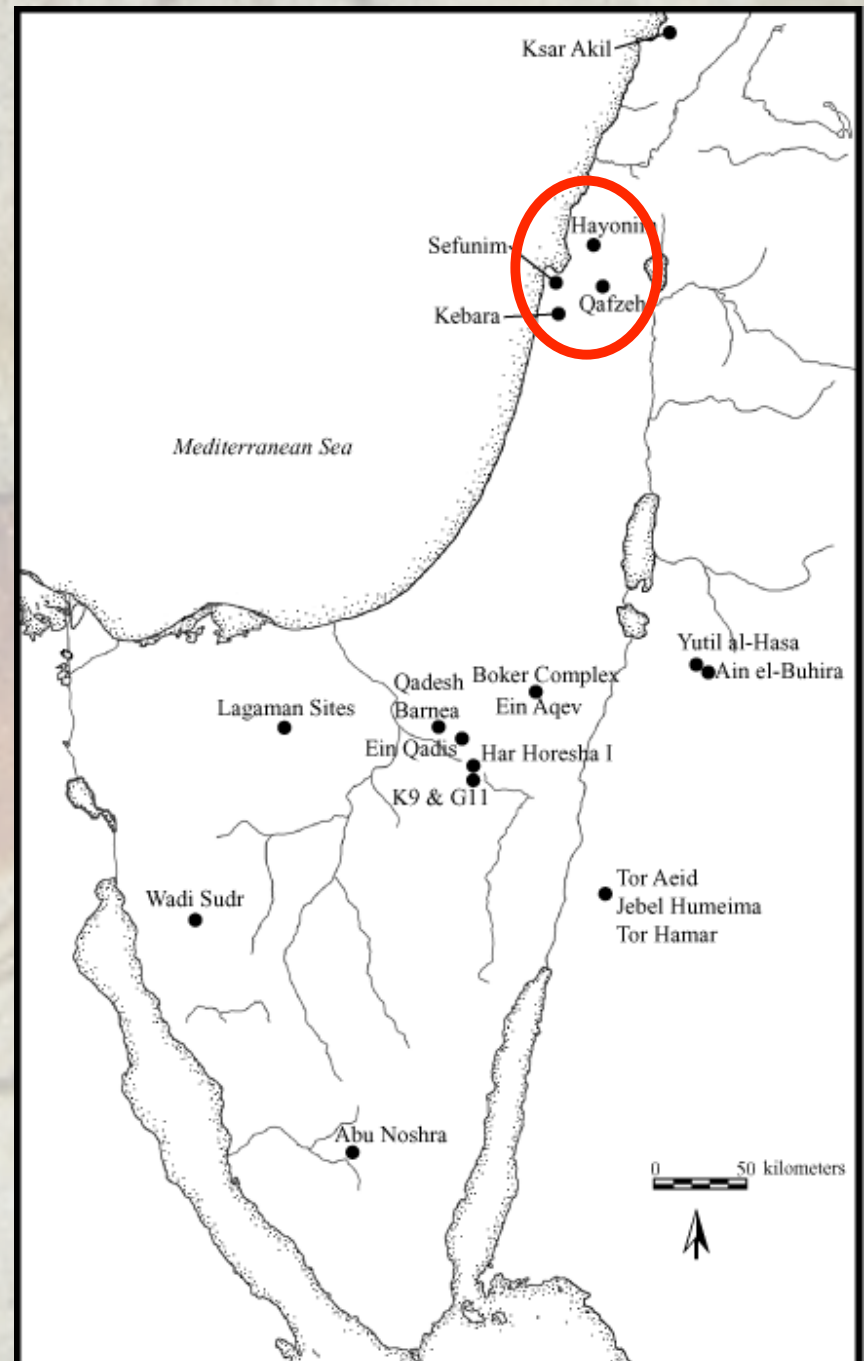 Ksar Akil
Hayonim
Sefunim
Qafzeh
Kebara
Mediterranean Sea
Yutil al-Hasa
Ain el-Buhira
Qadesh
Barnea
Boker Complex
Ein Aqev
Lagaman Sites
Ein Qadis
Har Horesha I
K9 & G11
Wadi Sudr
Tor Aeid
Jebel Humeima
Tor Hamar
Abu Noshra
0 50 kilometers